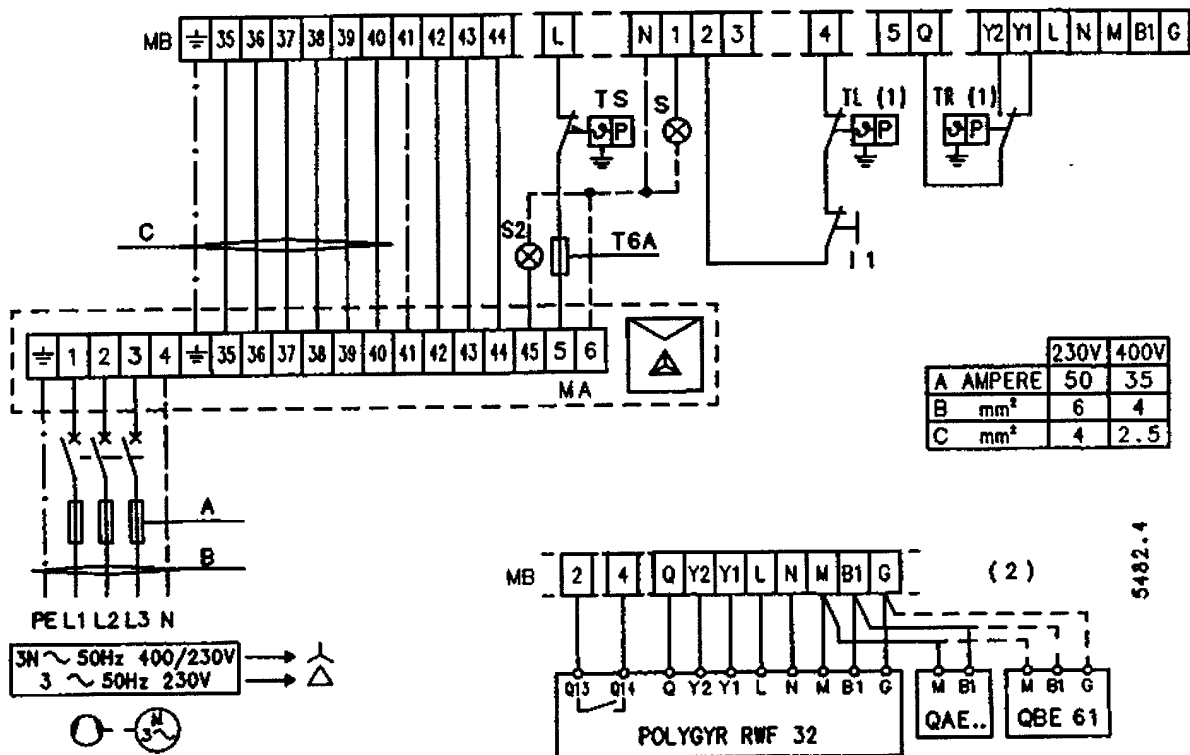 MB ⏚ 35 36 37 38 39 40 41 42 43 44 L N 1 2 3 4 5 Q Y2 Y1 L N M B1 G
TS
S
TL (1)
TR (1)
ϑ P
ϑ P
ϑ P
C
S2
T6A
I 1
⏚ 1 2 3 4 ⏚ 35 36 37 38 39 40 41 42 43 44 45 5 6
MA
230V 400V
A AMPERE 50 35
B mm² 6 4
C mm² 4 2.5
A
B
PE L1 L2 L3 N
3N ~ 50Hz 400/230V
3 ~ 50Hz 230V
M
3~
MB 2 4 Q Y2 Y1 L N M B1 G
(2)
5482.4
Q13 Q14 Q Y2 Y1 L N M B1 G
POLYGYR RWF 32
M B1
QAE..
M B1 G
QBE 61